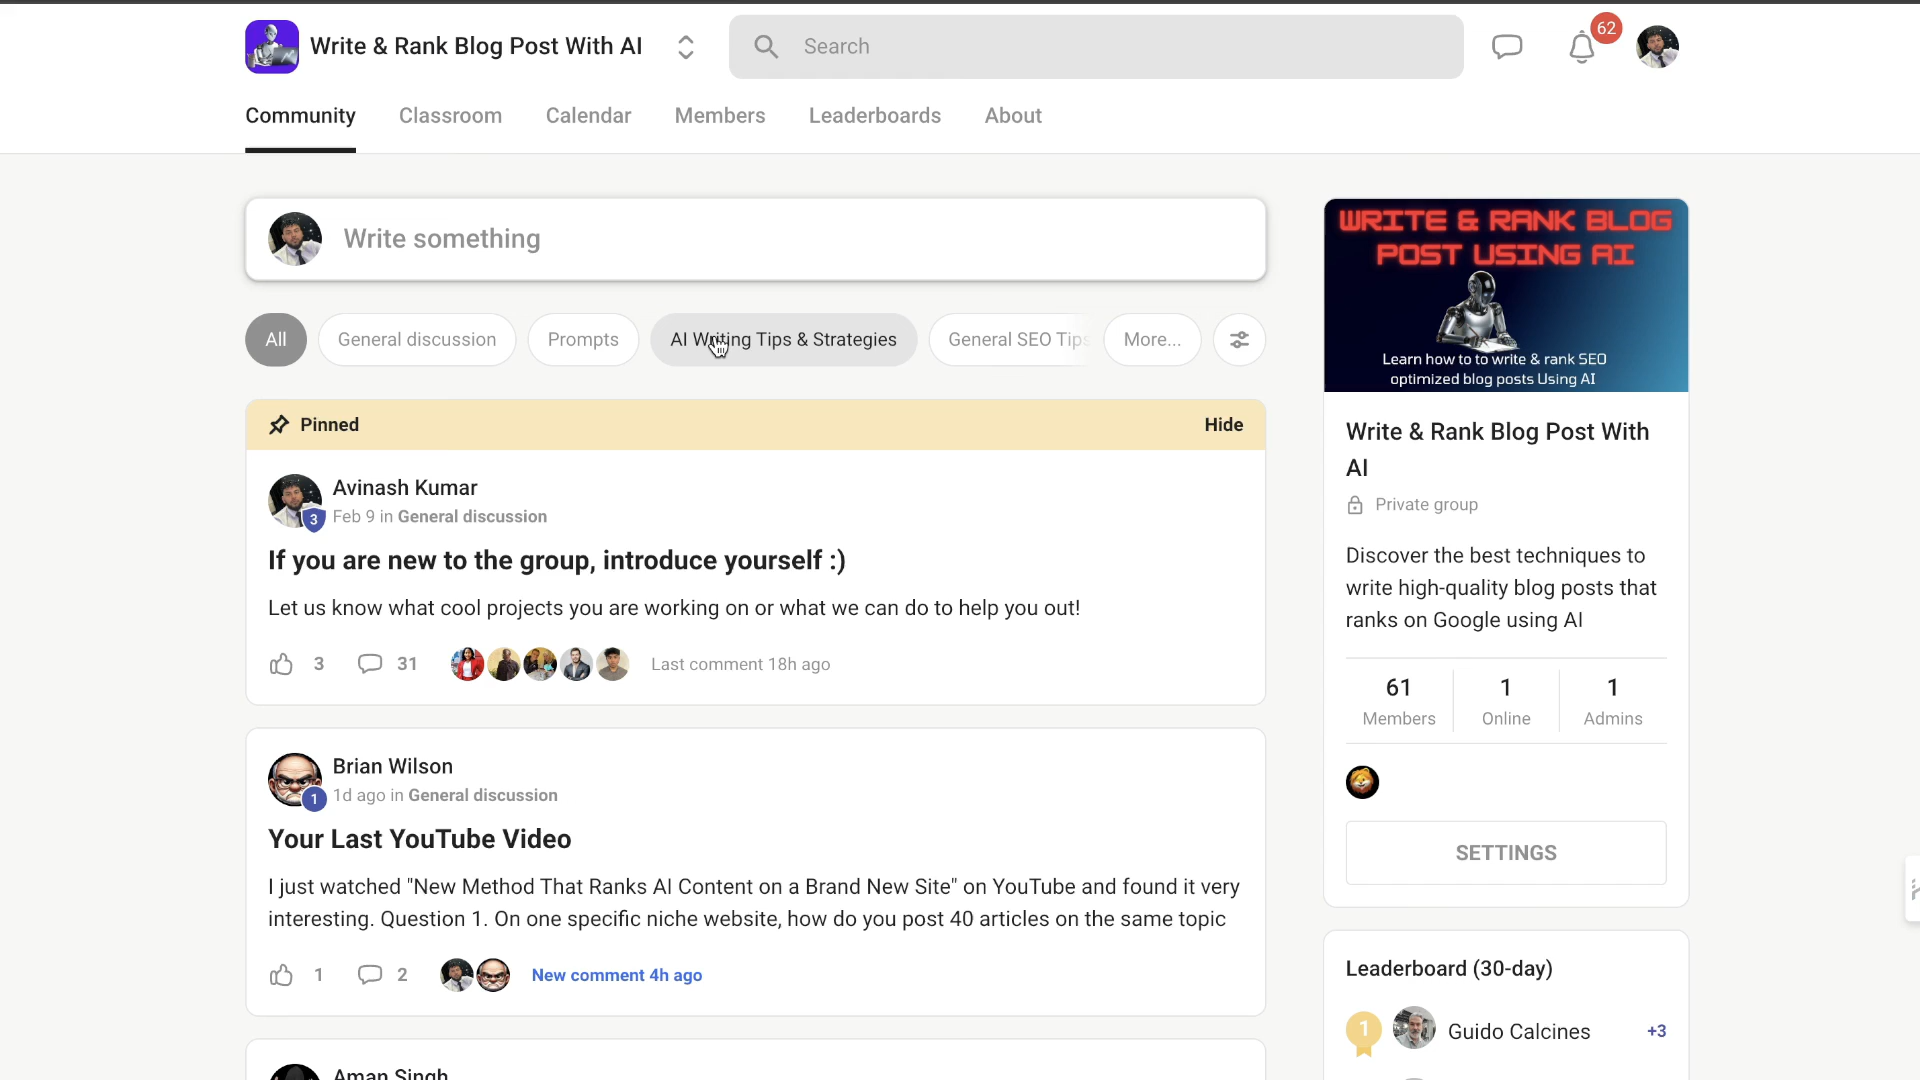 Write & Rank Blog Post With AI
Search
62
Community Classroom Calendar Members Leaderboards About
Write something
All General discussion Prompts AI Writing Tips & Strategies General SEO Tips More...
Pinned Hide
Avinash Kumar
3
Feb 9 in General discussion
If you are new to the group, introduce yourself :)
Let us know what cool projects you are working on or what we can do to help you out!
3 31 Last comment 18h ago
Brian Wilson
1
1d ago in General discussion
Your Last YouTube Video
I just watched "New Method That Ranks AI Content on a Brand New Site" on YouTube and found it very
interesting. Question 1. On one specific niche website, how do you post 40 articles on the same topic
1 2 New comment 4h ago
Aman Singh
WRITE & RANK BLOG
POST USING AI
Learn how to to write & rank SEO
optimized blog posts Using AI
Write & Rank Blog Post With
AI
Private group
Discover the best techniques to
write high-quality blog posts that
ranks on Google using AI
61 1 1
Members Online Admins
SETTINGS
Leaderboard (30-day)
1 Guido Calcines +3